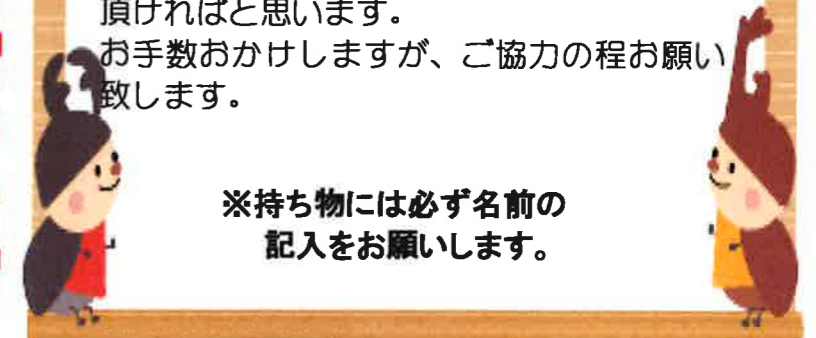 頂ければと思います。
お手数おかけしますが、ご協力の程お願い
致します。
※持ち物には必ず名前の
記入をお願いします。